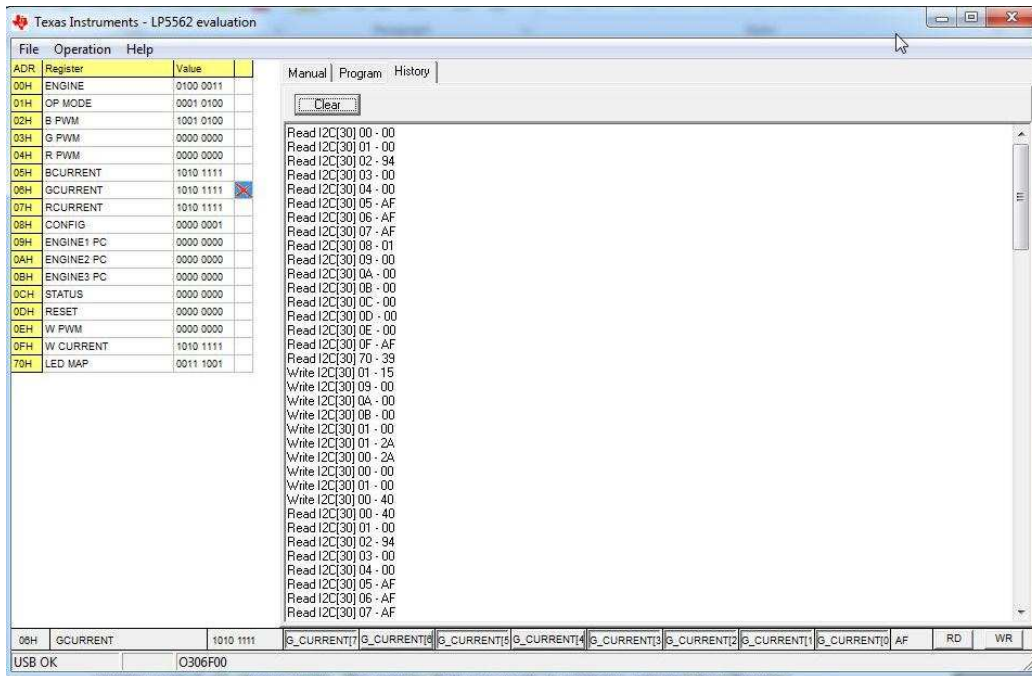 Texas Instruments - LP5562 evaluation
File Operation Help
ADR Register Value
00H ENGINE 0100 0011
01H OP MODE 0001 0100
02H B PWM 1001 0100
03H G PWM 0000 0000
04H R PWM 0000 0000
05H BCURRENT 1010 1111
06H GCURRENT 1010 1111
07H RCURRENT 1010 1111
08H CONFIG 0000 0001
09H ENGINE1 PC 0000 0000
0AH ENGINE2 PC 0000 0000
0BH ENGINE3 PC 0000 0000
0CH STATUS 0000 0000
0DH RESET 0000 0000
0EH W PWM 0000 0000
0FH W CURRENT 1010 1111
70H LED MAP 0011 1001
Manual Program History
Clear
Read I2C[30] 00 - 00
Read I2C[30] 01 - 00
Read I2C[30] 02 - 94
Read I2C[30] 03 - 00
Read I2C[30] 04 - 00
Read I2C[30] 05 - AF
Read I2C[30] 06 - AF
Read I2C[30] 07 - AF
Read I2C[30] 08 - 01
Read I2C[30] 09 - 00
Read I2C[30] 0A - 00
Read I2C[30] 0B - 00
Read I2C[30] 0C - 00
Read I2C[30] 0D - 00
Read I2C[30] 0E - 00
Read I2C[30] 0F - AF
Read I2C[30] 70 - 39
Write I2C[30] 01 - 15
Write I2C[30] 09 - 00
Write I2C[30] 0A - 00
Write I2C[30] 0B - 00
Write I2C[30] 01 - 00
Write I2C[30] 01 - 2A
Write I2C[30] 00 - 2A
Write I2C[30] 00 - 00
Write I2C[30] 01 - 00
Write I2C[30] 00 - 40
Read I2C[30] 00 - 40
Read I2C[30] 01 - 00
Read I2C[30] 02 - 94
Read I2C[30] 03 - 00
Read I2C[30] 04 - 00
Read I2C[30] 05 - AF
Read I2C[30] 06 - AF
Read I2C[30] 07 - AF
06H GCURRENT 1010 1111 G_CURRENT[7 G_CURRENT[6 G_CURRENT[5 G_CURRENT[4 G_CURRENT[3 G_CURRENT[2 G_CURRENT[1 G_CURRENT[0 AF RD WR
USB OK O306F00